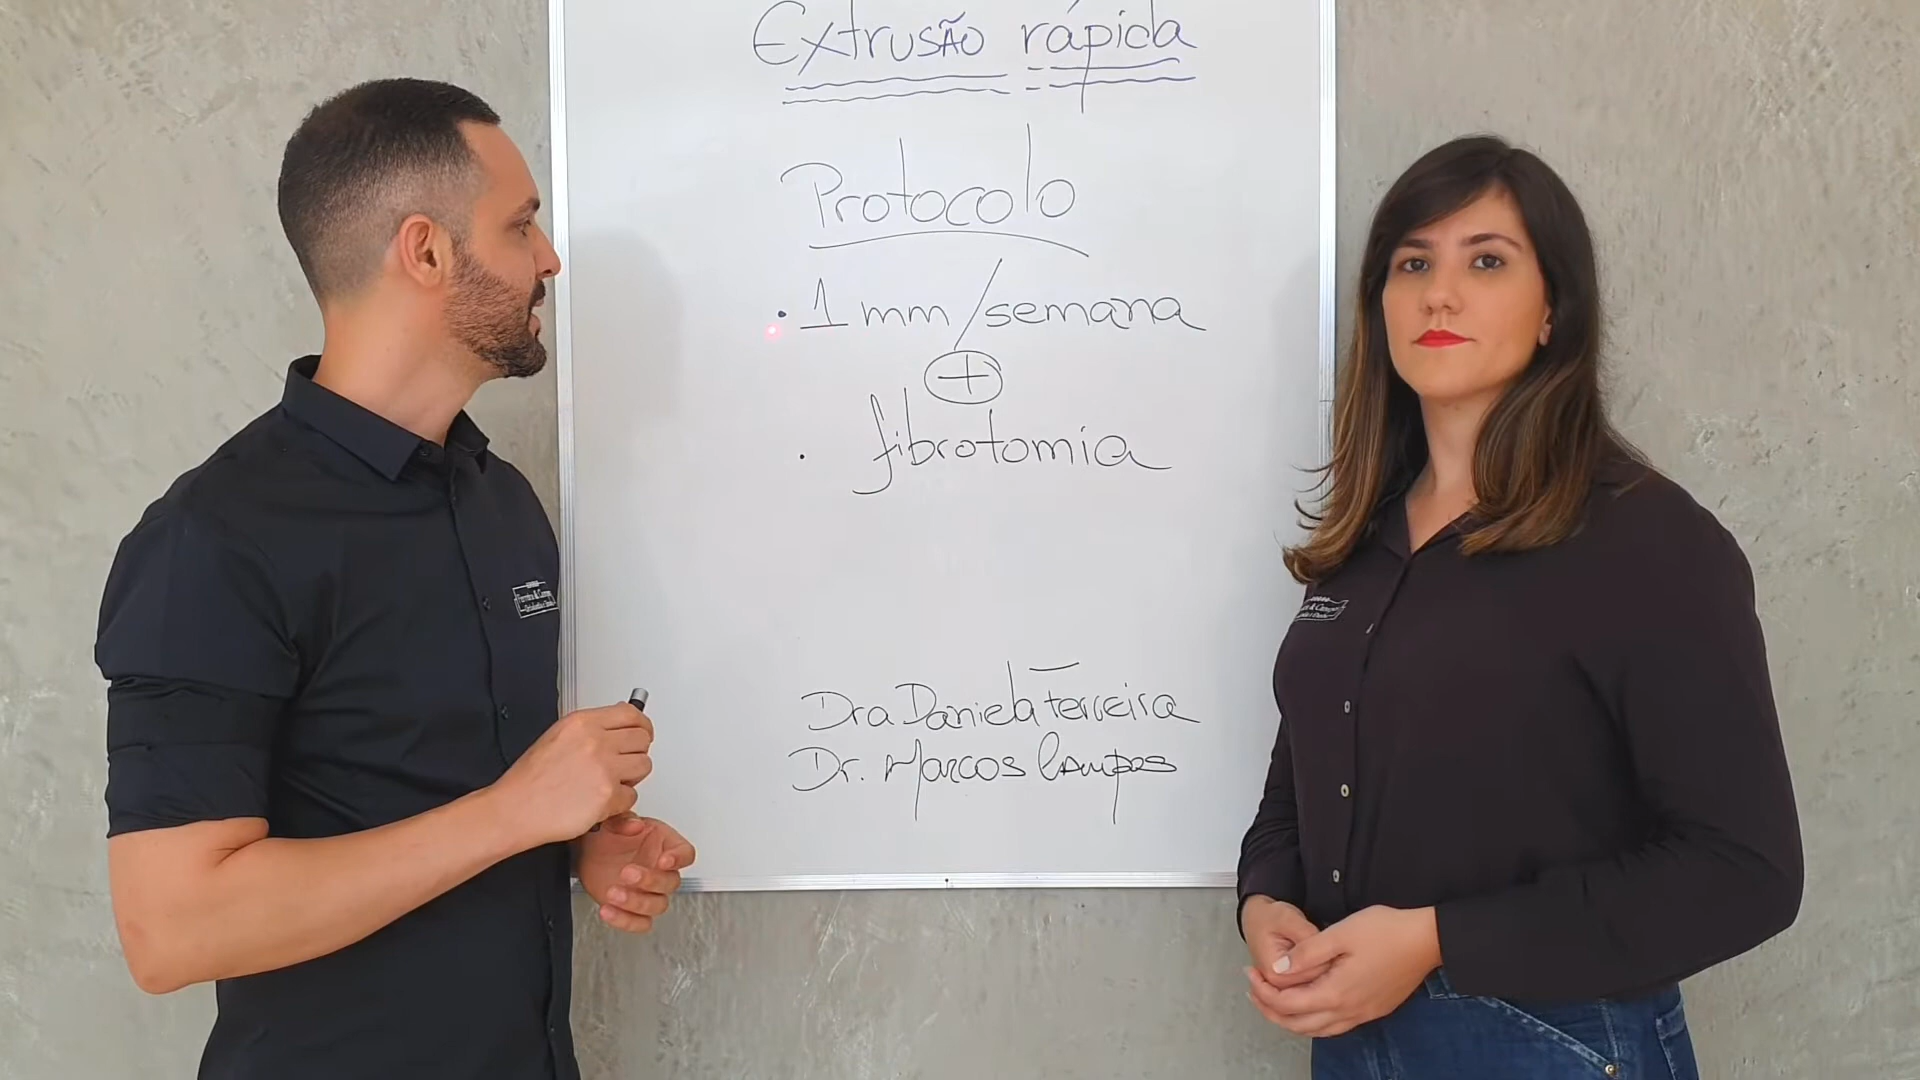 Extrusão rápida
Protocolo
• 1 mm/semana
+
• fibrotomia
Dra Daniela Ferreira
Dr. Marcos Campos